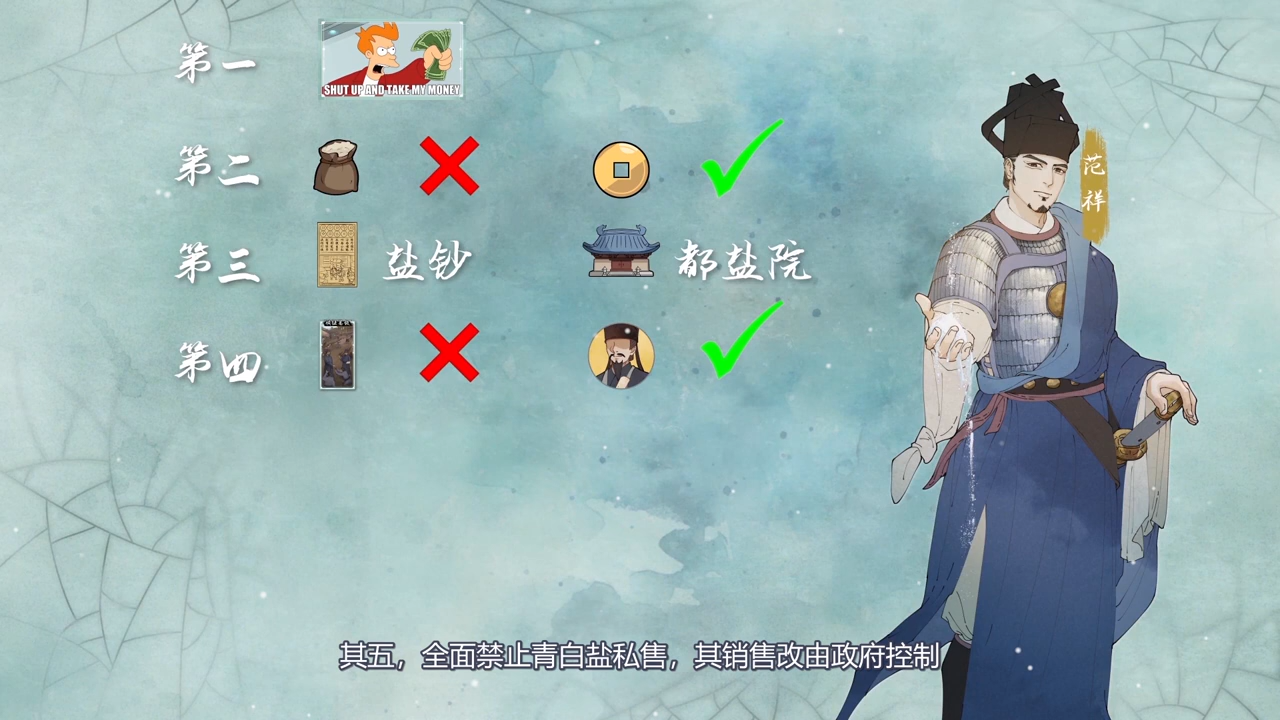 第一
SHUT UP AND TAKE MY MONEY
第二
第三
盐钞
都盐院
第四
范祥
其五，全面禁止青白盐私售，其销售改由政府控制